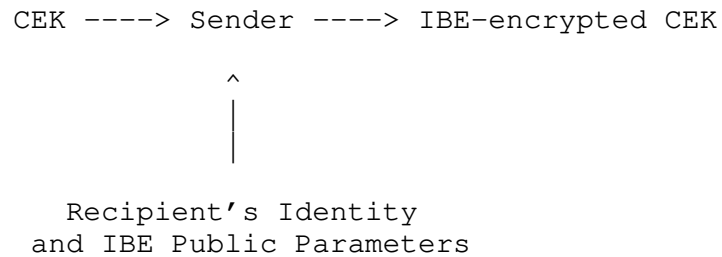 CEK ----> Sender ----> IBE-encrypted CEK
^
|
|
Recipient's Identity
and IBE Public Parameters